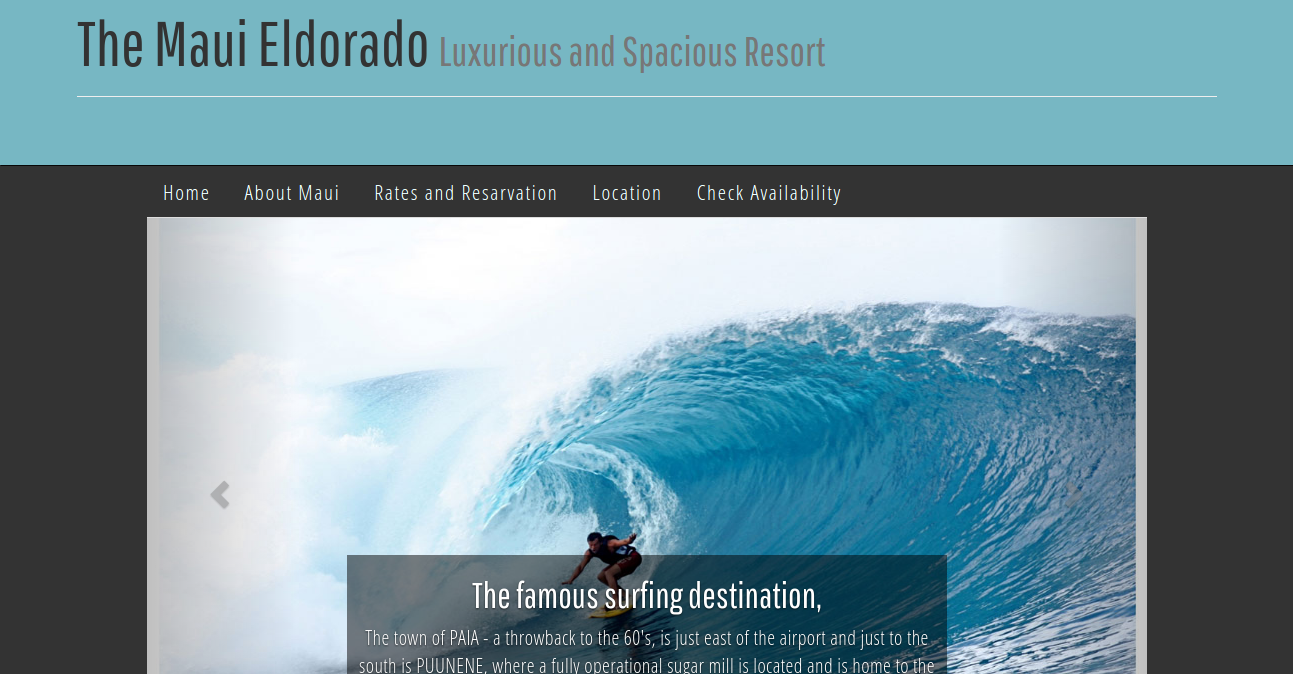 The Maui Eldorado Luxurious and Spacious Resort
Home About Maui Rates and Resarvation Location Check Availability
The famous surfing destination,
The town of PAIA - a throwback to the 60's, is just east of the airport and just to the
south is PUUNENE, where a fully operational sugar mill is located and is home to the